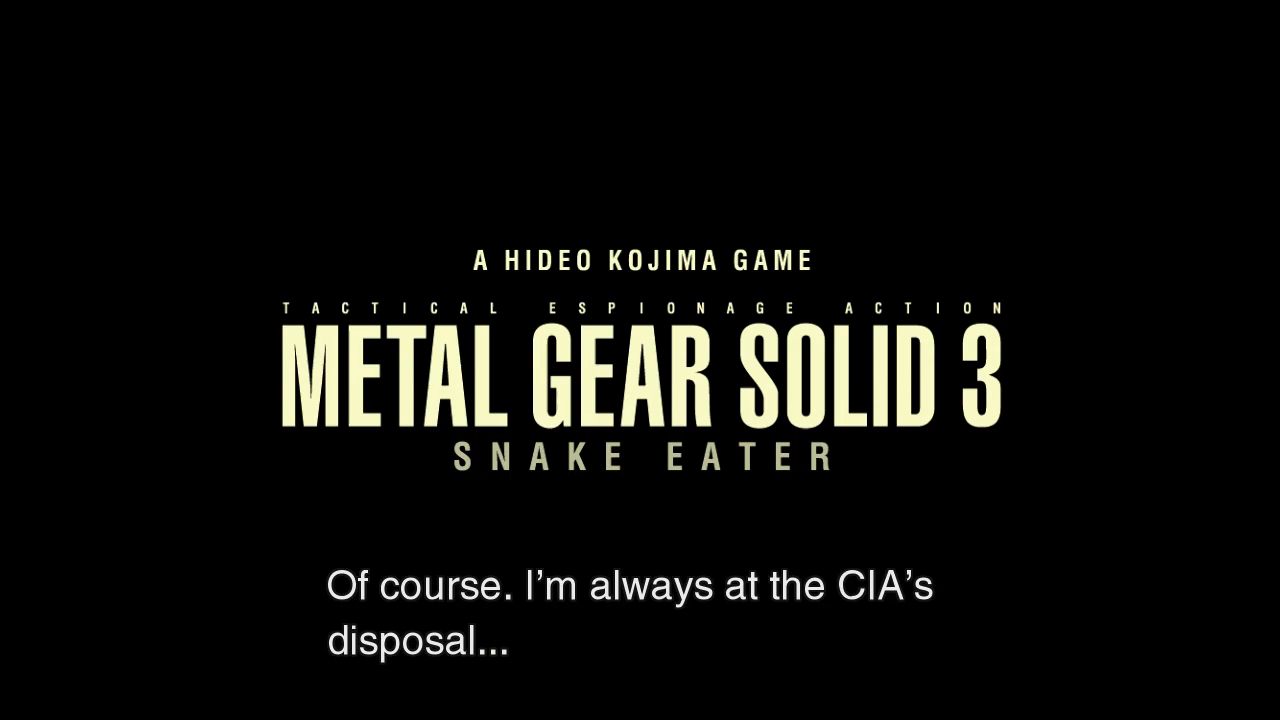 A HIDEO KOJIMA GAME
TACTICAL ESPIONAGE ACTION
METAL GEAR SOLID 3
SNAKE EATER
Of course. I’m always at the CIA’s
disposal...